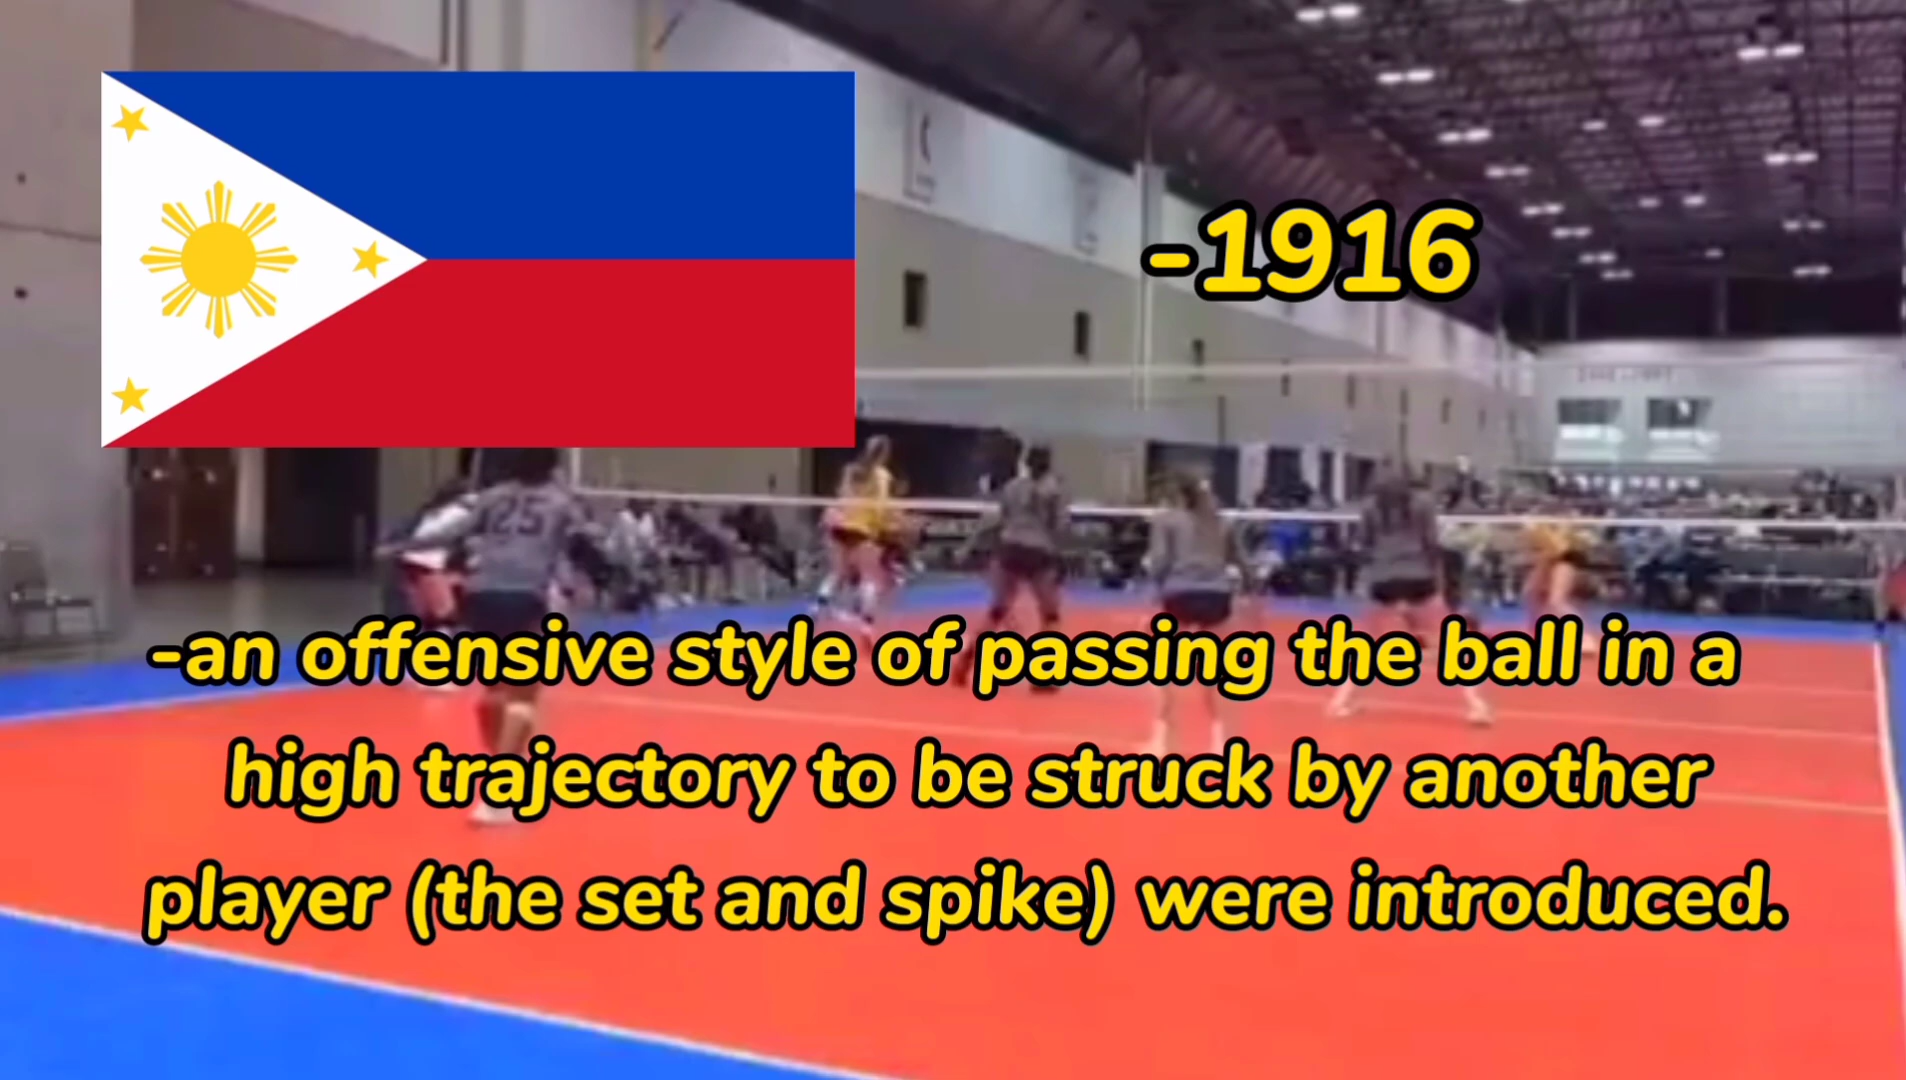 -1916
25
-an offensive style of passing the ball in a
high trajectory to be struck by another
player (the set and spike) were introduced.